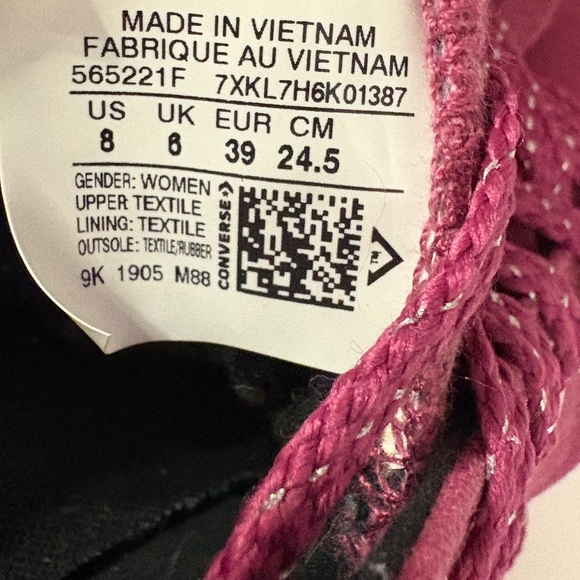 MADE IN VIETNAM
FABRIQUE AU VIETNAM
565221F 7XKL7H6K01387
US UK EUR CM
8 6 39 24.5
GENDER: WOMEN
UPPER TEXTILE
LINING: TEXTILE
OUTSOLE: TEXTILE/RUBBER
9K 1905 M88
CONVERSE